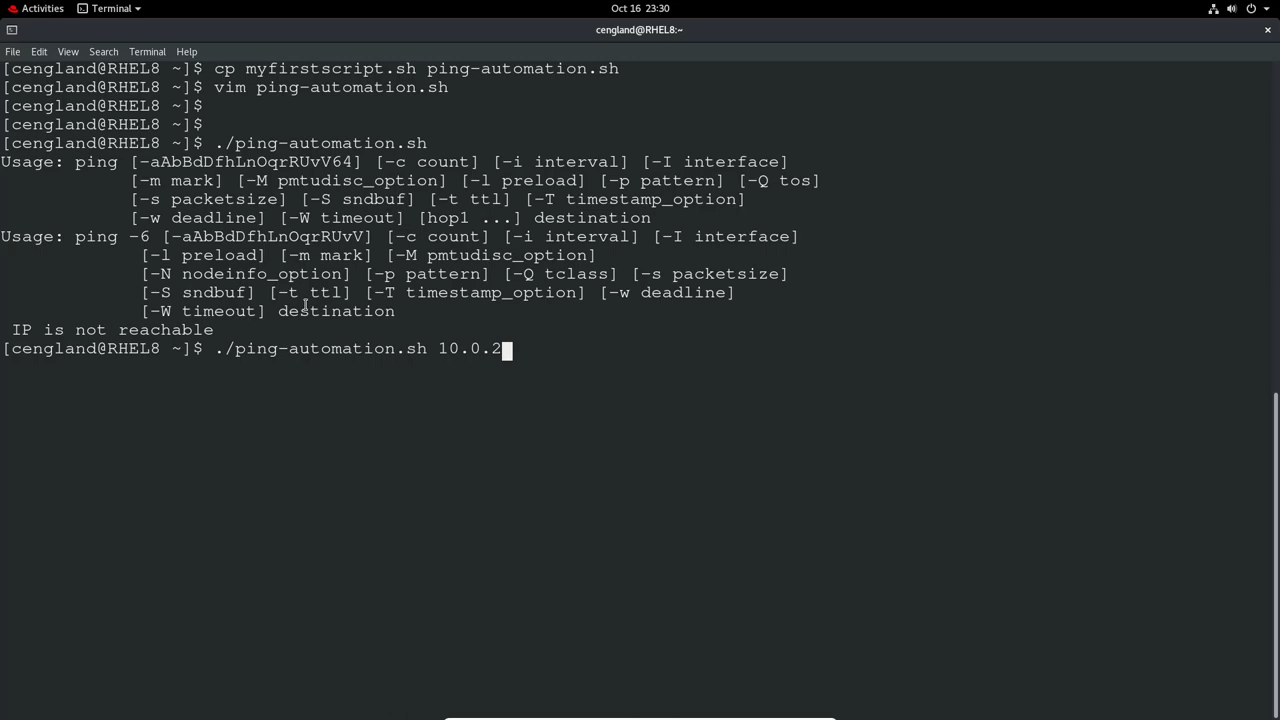 Activities Terminal Oct 16 23:30
cengland@RHEL8:~ ×
File Edit View Search Terminal Help
[cengland@RHEL8 ~]$ cp myfirstscript.sh ping-automation.sh
[cengland@RHEL8 ~]$ vim ping-automation.sh
[cengland@RHEL8 ~]$
[cengland@RHEL8 ~]$
[cengland@RHEL8 ~]$ ./ping-automation.sh
Usage: ping [-aAbBdDfhLnOqrRUvV64] [-c count] [-i interval] [-I interface]
[-m mark] [-M pmtudisc_option] [-l preload] [-p pattern] [-Q tos]
[-s packetsize] [-S sndbuf] [-t ttl] [-T timestamp_option]
[-w deadline] [-W timeout] [hop1 ...] destination
Usage: ping -6 [-aAbBdDfhLnOqrRUvV] [-c count] [-i interval] [-I interface]
[-l preload] [-m mark] [-M pmtudisc_option]
[-N nodeinfo_option] [-p pattern] [-Q tclass] [-s packetsize]
[-S sndbuf] [-t ttl] [-T timestamp_option] [-w deadline]
[-W timeout] destination
IP is not reachable
[cengland@RHEL8 ~]$ ./ping-automation.sh 10.0.2